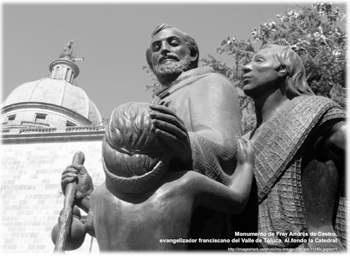 Monumento de Fray Andrés de Castro,
evangelizador franciscano del Valle de Toluca. Al fondo la Catedral